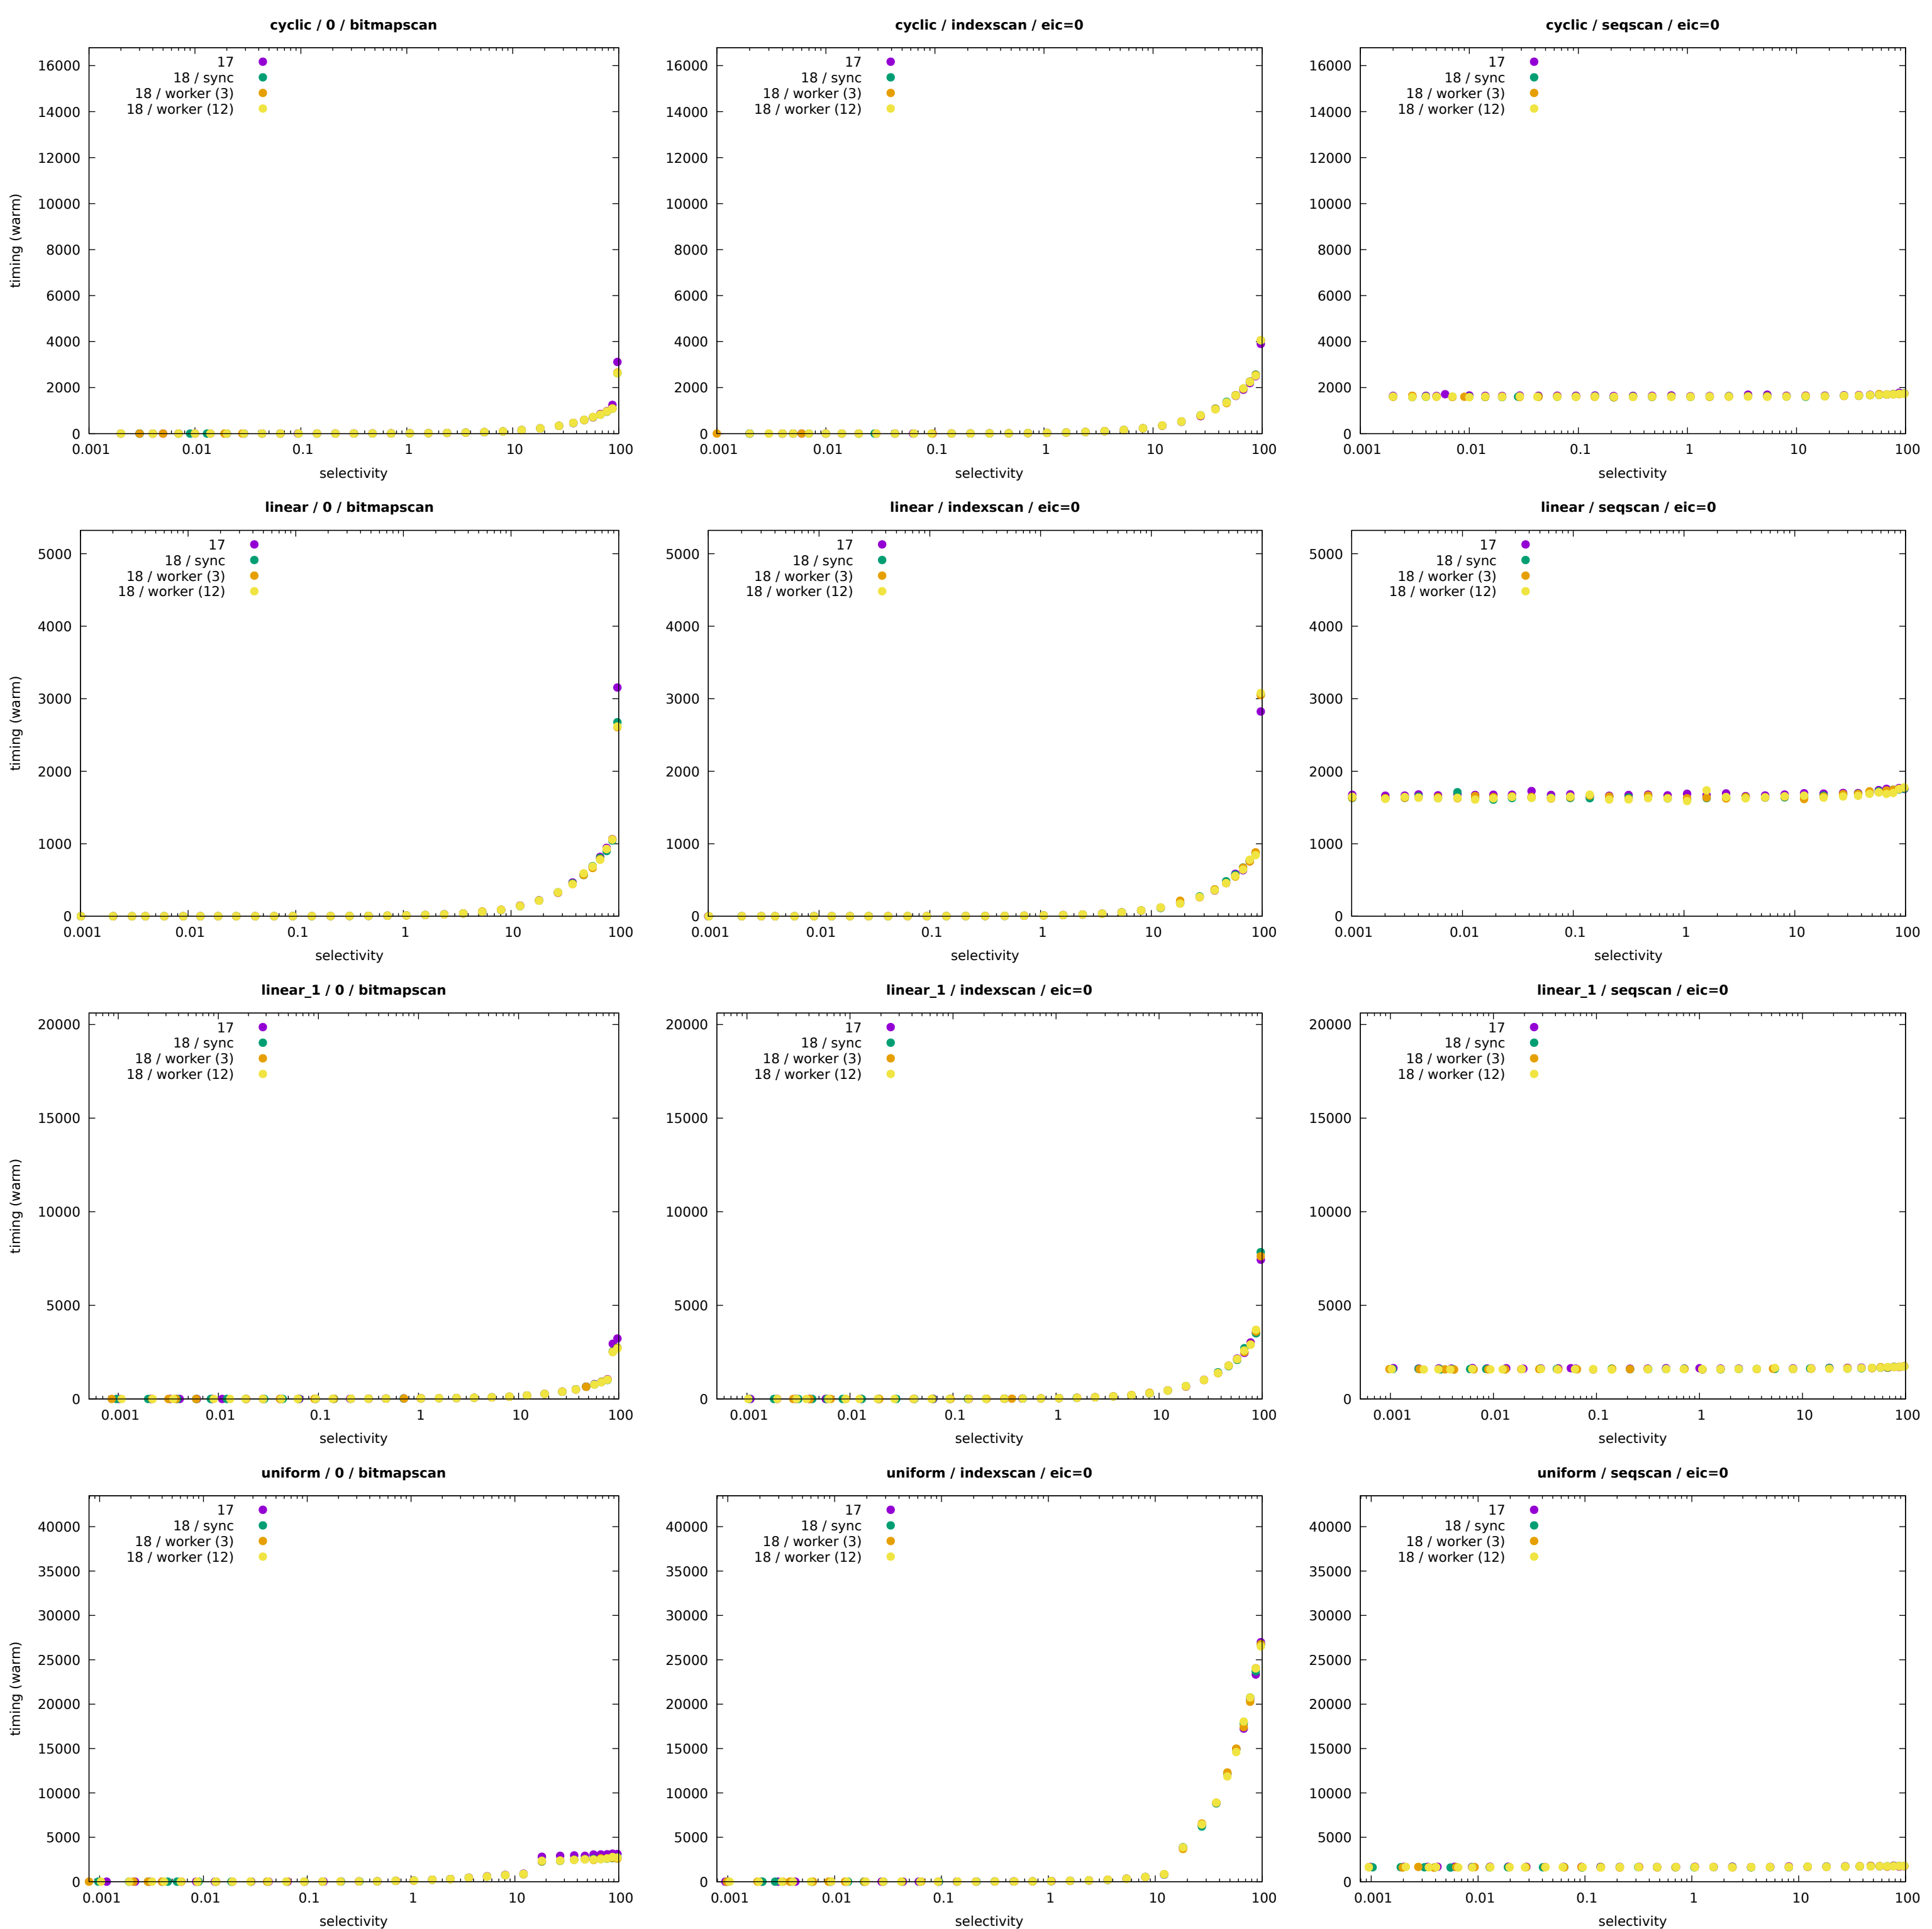 cyclic / 0 / bitmapscan
timing (warm)
16000
14000
12000
10000
8000
6000
4000
2000
0
17
18 / sync
18 / worker (3)
18 / worker (12)
0.001 0.01 0.1 1 10 100
selectivity
cyclic / indexscan / eic=0
16000
14000
12000
10000
8000
6000
4000
2000
0
17
18 / sync
18 / worker (3)
18 / worker (12)
0.001 0.01 0.1 1 10 100
selectivity
cyclic / seqscan / eic=0
16000
14000
12000
10000
8000
6000
4000
2000
0
17
18 / sync
18 / worker (3)
18 / worker (12)
0.001 0.01 0.1 1 10 100
selectivity
linear / 0 / bitmapscan
timing (warm)
5000
4000
3000
2000
1000
0
17
18 / sync
18 / worker (3)
18 / worker (12)
0.001 0.01 0.1 1 10 100
selectivity
linear / indexscan / eic=0
5000
4000
3000
2000
1000
0
17
18 / sync
18 / worker (3)
18 / worker (12)
0.001 0.01 0.1 1 10 100
selectivity
linear / seqscan / eic=0
5000
4000
3000
2000
1000
0
17
18 / sync
18 / worker (3)
18 / worker (12)
0.001 0.01 0.1 1 10 100
selectivity
linear_1 / 0 / bitmapscan
timing (warm)
20000
15000
10000
5000
0
17
18 / sync
18 / worker (3)
18 / worker (12)
0.001 0.01 0.1 1 10 100
selectivity
linear_1 / indexscan / eic=0
20000
15000
10000
5000
0
17
18 / sync
18 / worker (3)
18 / worker (12)
0.001 0.01 0.1 1 10 100
selectivity
linear_1 / seqscan / eic=0
20000
15000
10000
5000
0
17
18 / sync
18 / worker (3)
18 / worker (12)
0.001 0.01 0.1 1 10 100
selectivity
uniform / 0 / bitmapscan
timing (warm)
40000
35000
30000
25000
20000
15000
10000
5000
0
17
18 / sync
18 / worker (3)
18 / worker (12)
0.001 0.01 0.1 1 10 100
selectivity
uniform / indexscan / eic=0
40000
35000
30000
25000
20000
15000
10000
5000
0
17
18 / sync
18 / worker (3)
18 / worker (12)
0.001 0.01 0.1 1 10 100
selectivity
uniform / seqscan / eic=0
40000
35000
30000
25000
20000
15000
10000
5000
0
17
18 / sync
18 / worker (3)
18 / worker (12)
0.001 0.01 0.1 1 10 100
selectivity